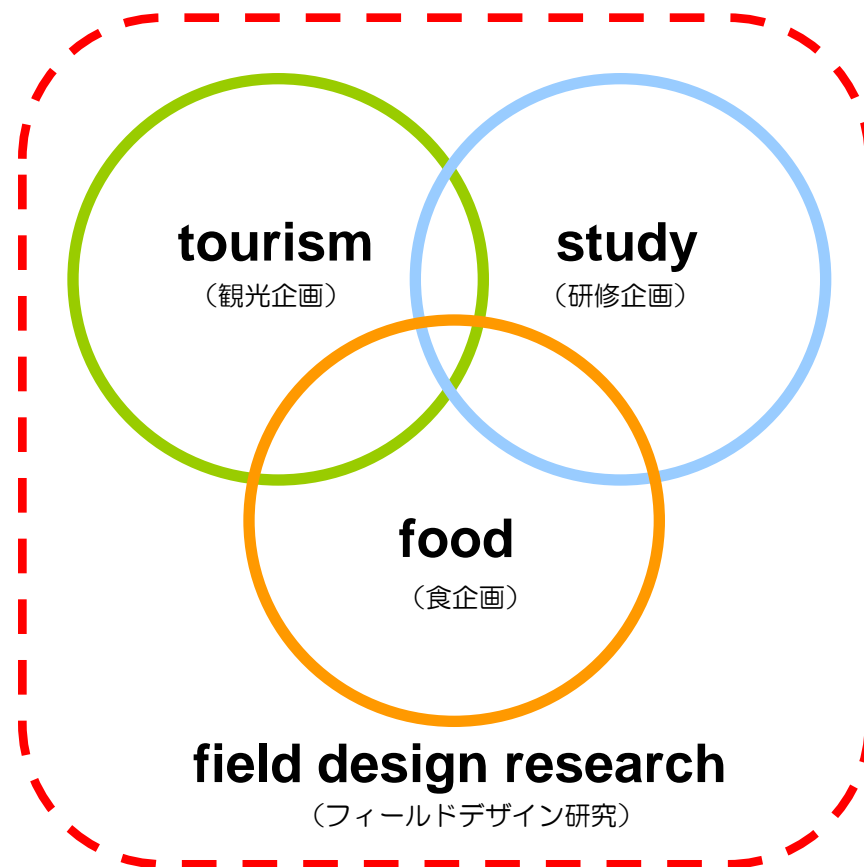 tourism
（観光企画）
study
（研修企画）
food
（食企画）
field design research
（フィールドデザイン研究）